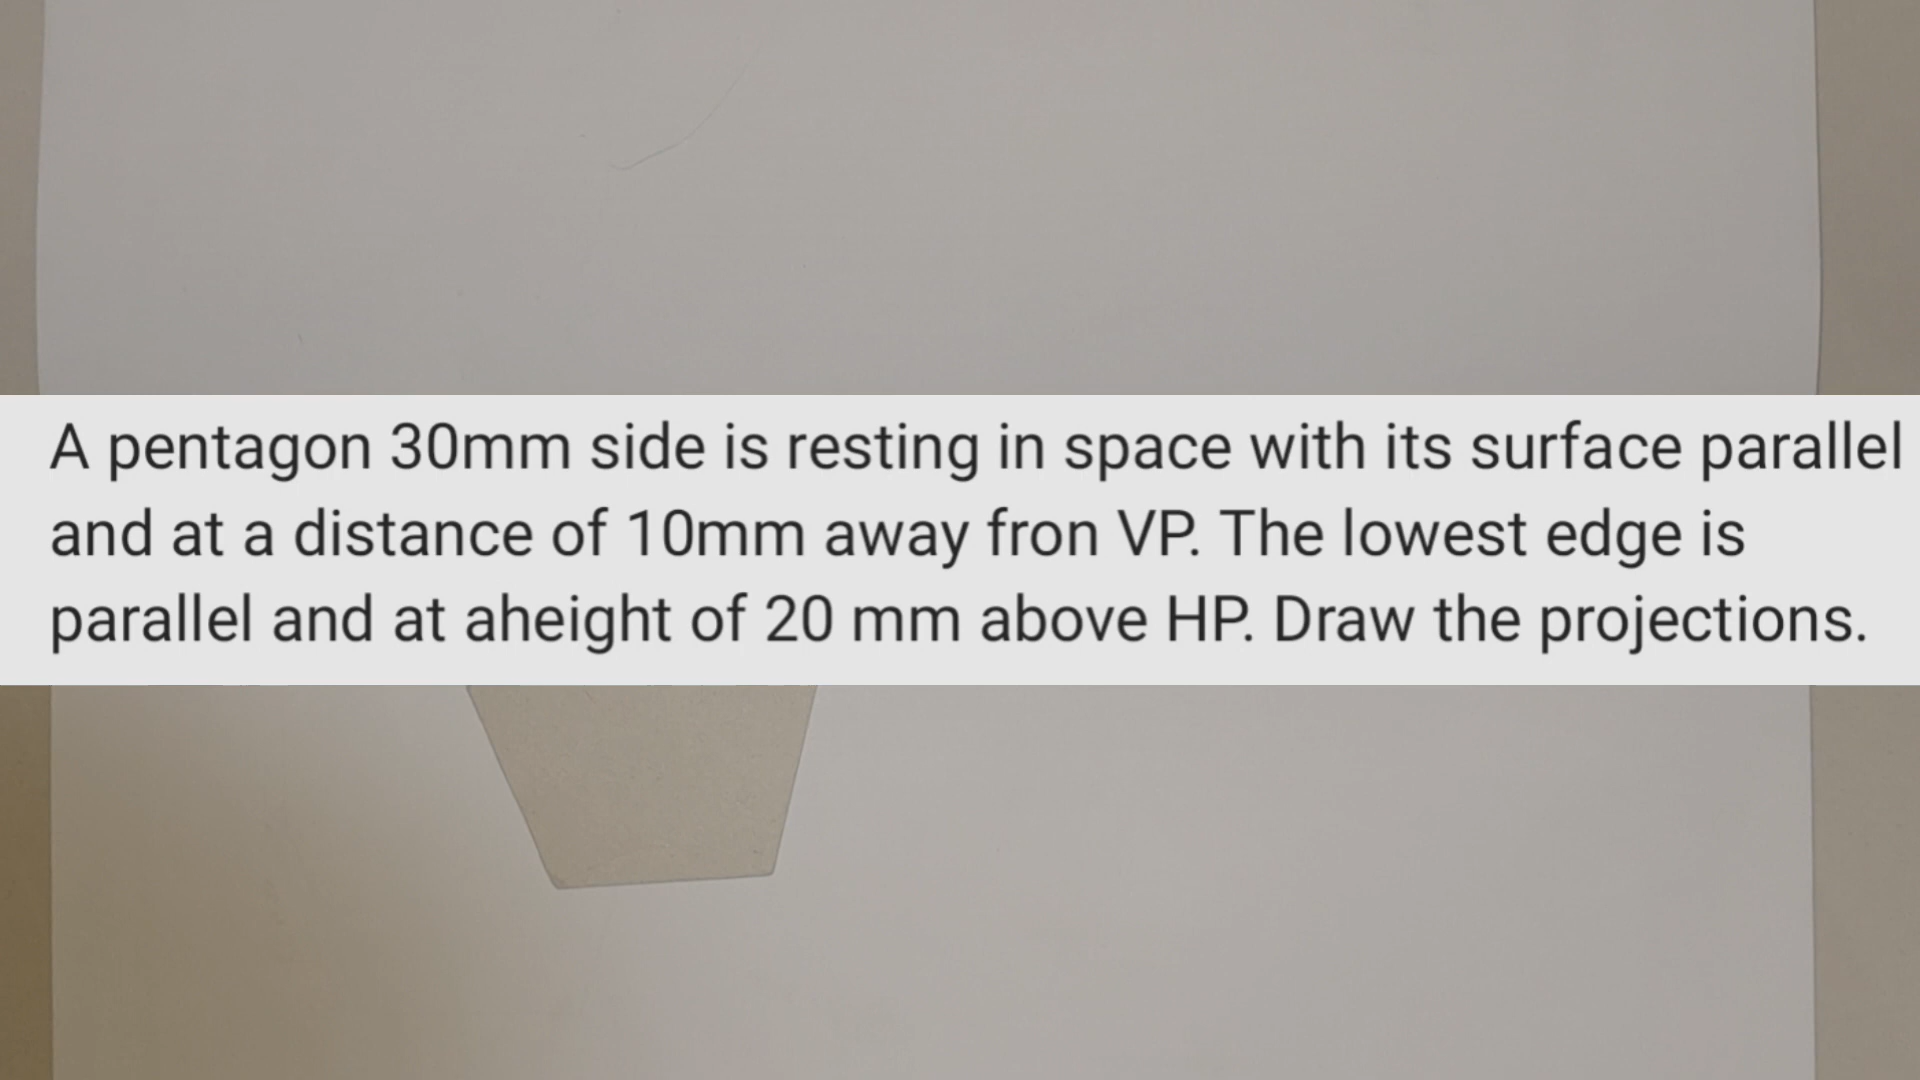 A pentagon 30mm side is resting in space with its surface parallel
and at a distance of 10mm away fron VP. The lowest edge is
parallel and at aheight of 20 mm above HP. Draw the projections.